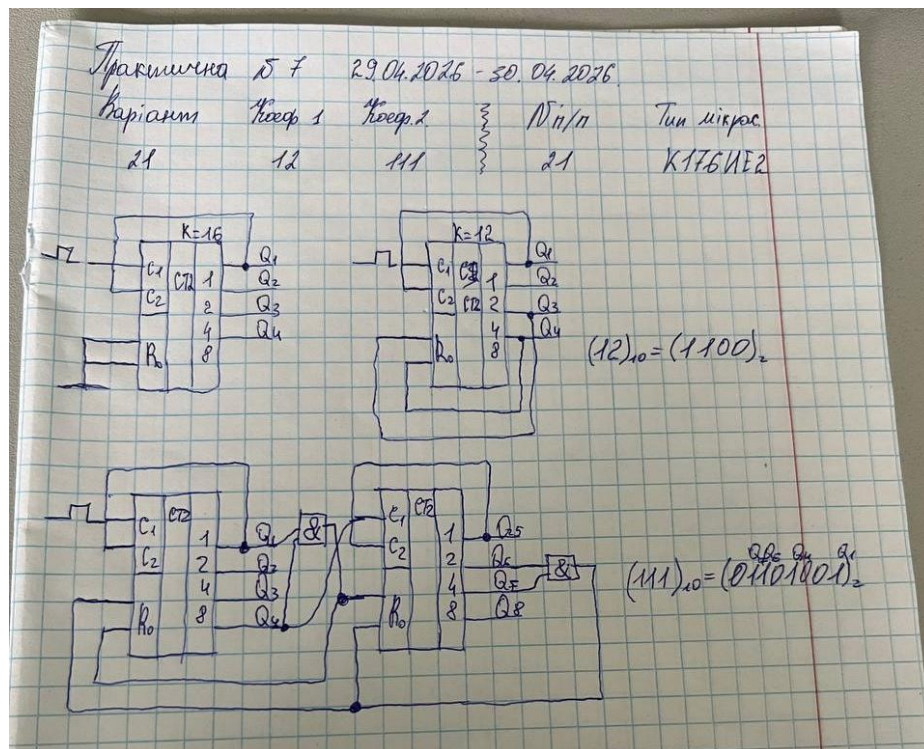 Практична № 7 29.04.2026 - 30.04.2026.
Варіант Коеф 1 Коеф.2 № п/п Тип мікрос.
21 12 111 21 К176ИЕ2
K=16
C1 CT2 1 Q1
C2 2 Q2
4 Q3
R0 8 Q4
K=12
C1 1 Q1
C2 CT2 2 Q2
4 Q3
R0 8 Q4
(12)10 = (1100)2
C1 CT2 1 Q1 &
C2 2 Q2
4 Q3
R0 8 Q4
C1 CT2 1 Q5
C2 2 Q6 &
4 Q7
R0 8 Q8
Q6 Q4 Q1
(111)10 = (01101001)2